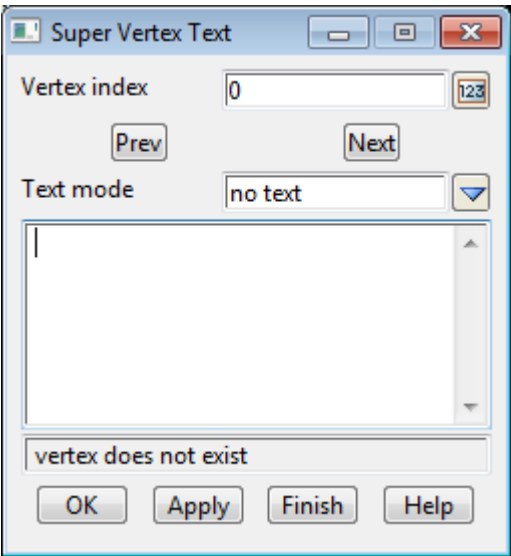 Super Vertex Text
Vertex index 0 123
Prev Next
Text mode no text
vertex does not exist
OK Apply Finish Help